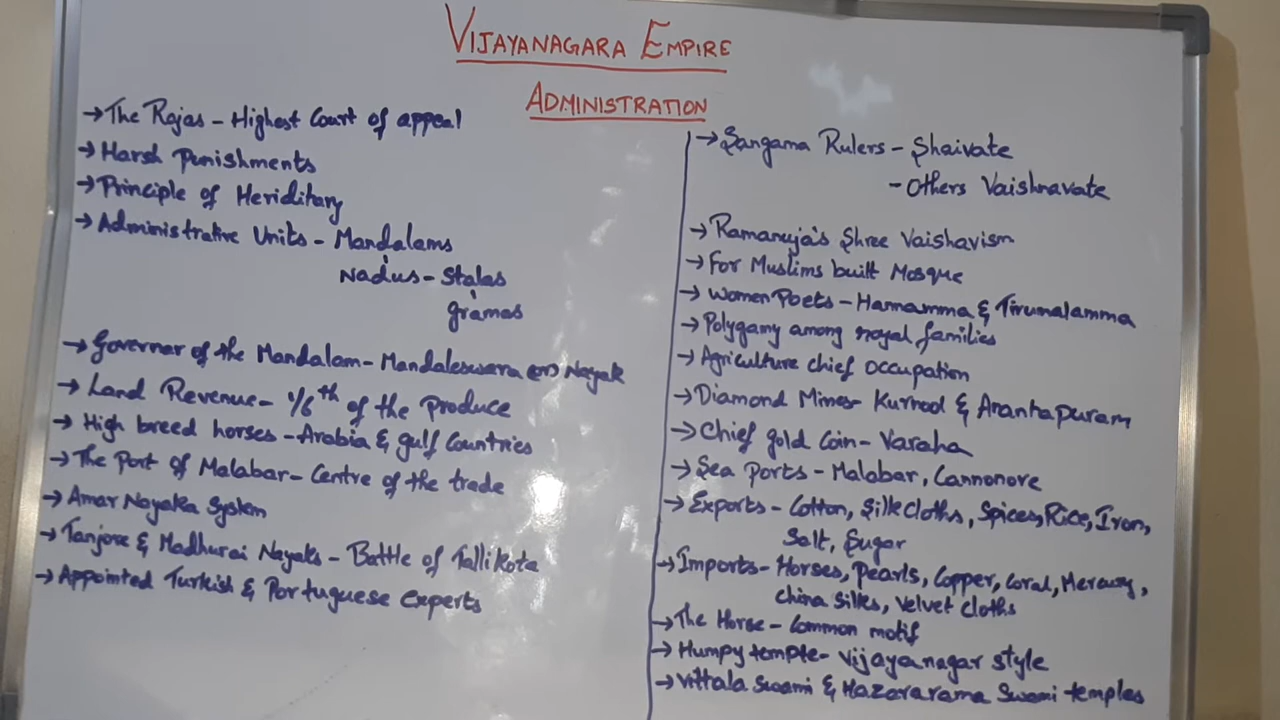 VIJAYANAGARA EMPIRE
ADMINISTRATION
→The Rajas - Highest Court of appeal
→Harsh Punishments
→Principle of Heriditary
→Administrative Units - Mandalams
Nadus - Stalas
gramas
→Governor of the Mandalam - Mandaleswara (or) Nayak
→Land Revenue - 1/6th of the Produce
→High breed horses - Arabia & gulf Countries
→The Port of Malabar - Centre of the trade
→Amar Nayaka System
→Tanjore & Madhurai Nayaks - Battle of Tallikota
→Appointed Turkish & Portuguese Experts
→Sangama Rulers - Shaivate
- Others Vaishnavate
→Ramanuja's Shree Vaishavism
→For Muslims built Mosque
→Women Poets - Hannamma & Tirumalamma
→Polygamy among royal families
→Agriculture chief occupation
→Diamond Mines - Kurnool & Anantapuram
→Chief gold Coin - Varaha
→Sea Ports - Malabar, Cannonore
→Exports - Cotton, Silk Cloths, Spices, Rice, Iron,
Salt, Sugar
→Imports - Horses, Pearls, Copper, Coral, Mercury,
China Silks, Velvet Cloths
→The Horse - Common motif
→Humpy temple - Vijayanagar style
→Vittala Swami & Hazararama Swami temples